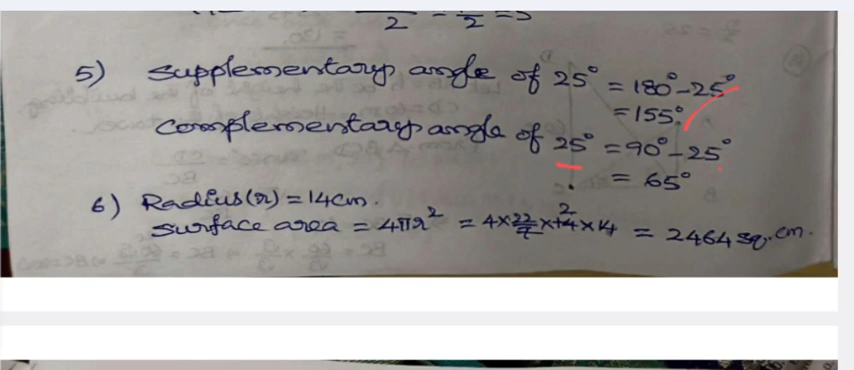 5) Supplementary angle of 25° = 180° - 25°
= 155°.
Complementary angle of 25° = 90° - 25°
= 65°
6) Radius(r) = 14cm.
Surface area = 4πr² = 4×22/7×14×14 = 2464 sq.cm.